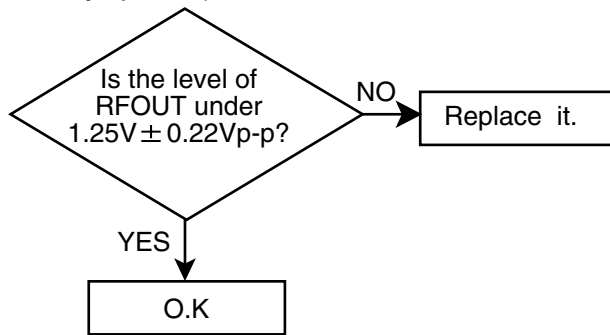 Is the level of
RFOUT under
1.25V ± 0.22Vp-p?
NO
Replace it.
YES
O.K